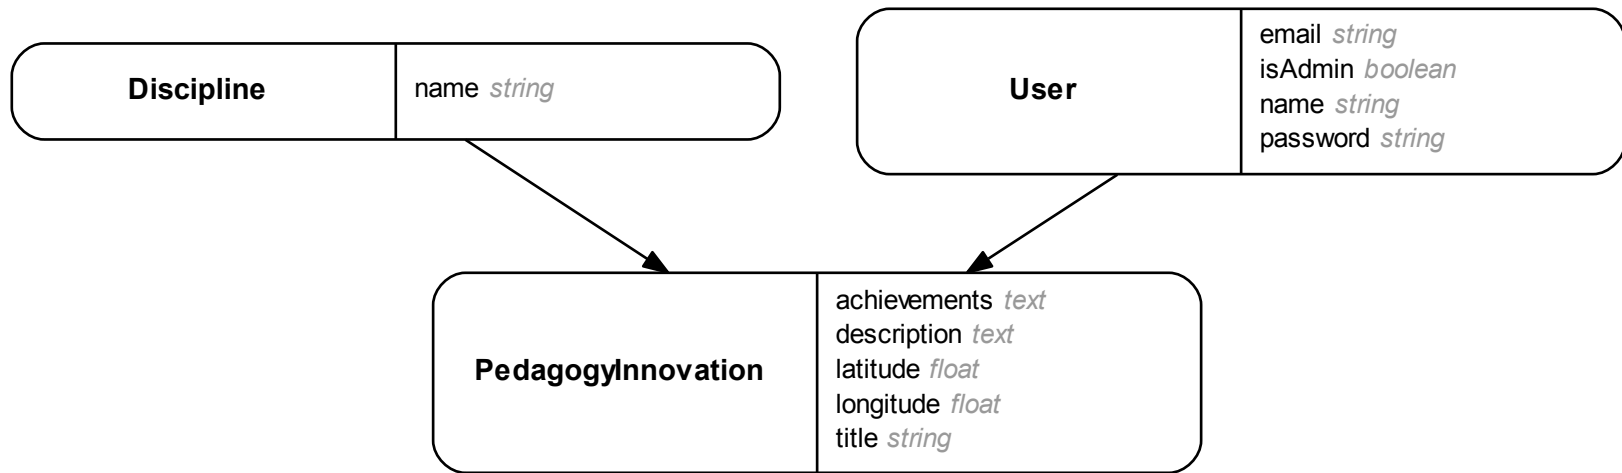 Discipline
name string
User
email string
isAdmin boolean
name string
password string
PedagogyInnovation
achievements text
description text
latitude float
longitude float
title string